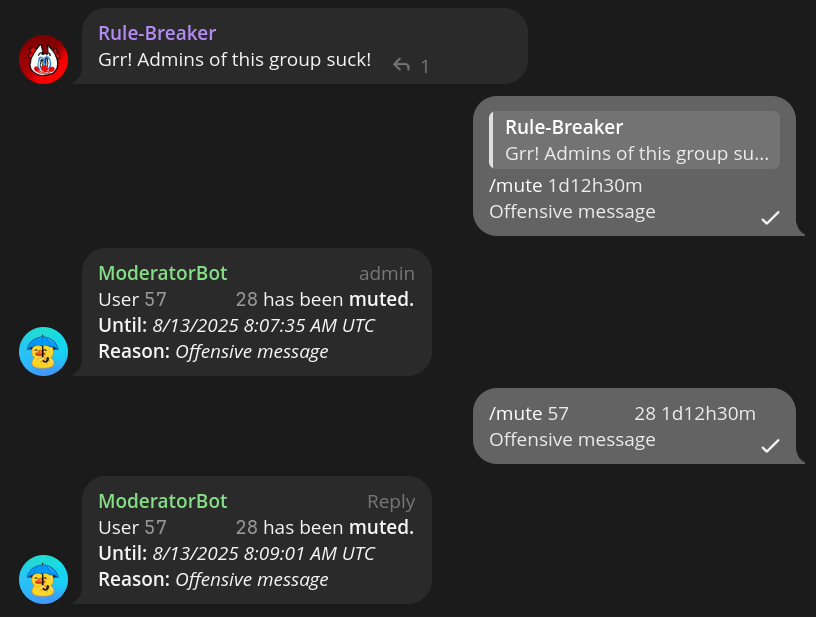 Rule-Breaker
Grr! Admins of this group suck! 1
Rule-Breaker
Grr! Admins of this group su...
/mute 1d12h30m
Offensive message
ModeratorBot admin
User 57 28 has been muted.
Until: 8/13/2025 8:07:35 AM UTC
Reason: Offensive message
/mute 57 28 1d12h30m
Offensive message
ModeratorBot Reply
User 57 28 has been muted.
Until: 8/13/2025 8:09:01 AM UTC
Reason: Offensive message